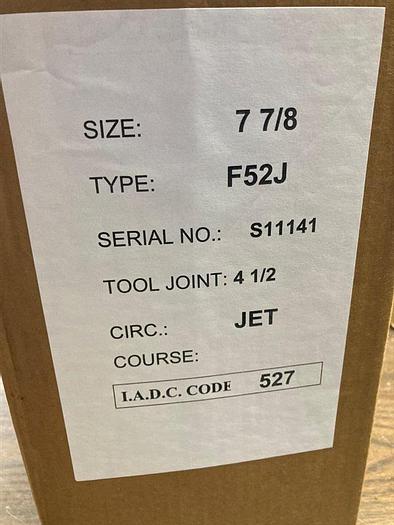 SIZE: 7 7/8
TYPE: F52J
SERIAL NO.: S11141
TOOL JOINT: 4 1/2
CIRC.: JET
COURSE:
I.A.D.C. CODE 527